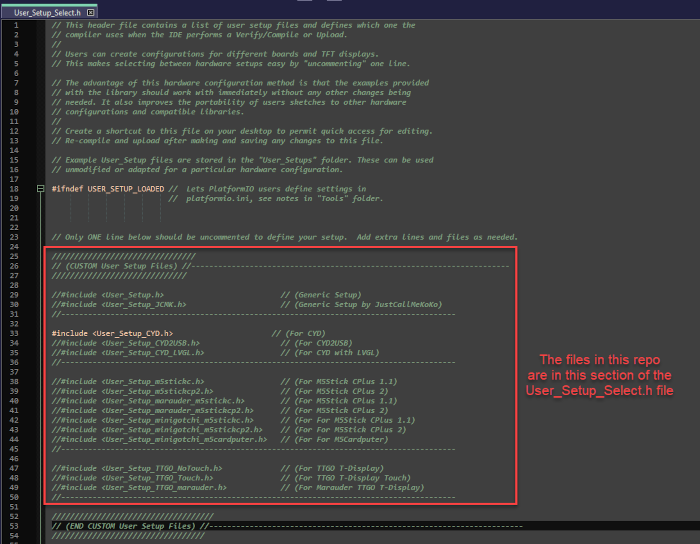 User_Setup_Select.h
1 // This header file contains a list of user setup files and defines which one the
2 // compiler uses when the IDE performs a Verify/Compile or Upload.
3 //
4 // Users can create configurations for different boards and TFT displays.
5 // This makes selecting between hardware setups easy by "uncommenting" one line.
6
7 // The advantage of this hardware configuration method is that the examples provided
8 // with the library should work with immediately without any other changes being
9 // needed. It also improves the portability of users sketches to other hardware
10 // configurations and compatible libraries.
11 //
12 // Create a shortcut to this file on your desktop to permit quick access for editing.
13 // Re-compile and upload after making and saving any changes to this file.
14
15 // Example User_Setup files are stored in the "User_Setups" folder. These can be used
16 // unmodified or adapted for a particular hardware configuration.
17
18 #ifndef USER_SETUP_LOADED // Lets PlatformIO users define settings in
19 // platformio.ini, see notes in "Tools" folder.
20
21
22
23 // Only ONE line below should be uncommented to define your setup. Add extra lines and files as needed.
24
25 ////////////////////////////////
26 // (CUSTOM User Setup Files) //-----------------------------------------------------------------------
27 //////////////////////////////
28
29 //#include <User_Setup.h> // (Generic Setup)
30 //#include <User_Setup_JCMK.h> // (Generic Setup by JustCallMeKoKo)
31 //---------------------------------------------------------------------------------------
32
33 #include <User_Setup_CYD.h> // (For CYD)
34 //#include <User_Setup_CYD2USB.h> // (For CYD2USB)
35 //#include <User_Setup_CYD_LVGL.h> // (For CYD with LVGL)
36 //---------------------------------------------------------------------------------------
37
38 //#include <User_Setup_m5stickc.h> // (For M5Stick CPlus 1.1)
39 //#include <User_Setup_m5stickcp2.h> // (For M5Stick CPlus 2)
40 //#include <User_Setup_marauder_m5stickc.h> // (For M5Stick CPlus 1.1)
41 //#include <User_Setup_marauder_m5stickcp2.h> // (For M5Stick CPlus 2)
42 //#include <User_Setup_minigotchi_m5stickc.h> // (For For M5Stick CPlus 1.1)
43 //#include <User_Setup_minigotchi_m5stickcp2.h> // (For For M5Stick CPlus 2)
44 //#include <User_Setup_minigotchi_m5cardputer.h> // (For For M5Cardputer)
45 //---------------------------------------------------------------------------------------
46
47 //#include <User_Setup_TTGO_NoTouch.h> // (For TTGO T-Display)
48 //#include <User_Setup_TTGO_Touch.h> // (For TTGO T-Display Touch)
49 //#include <User_Setup_TTGO_marauder.h> // (For Marauder TTGO T-Display)
50 //---------------------------------------------------------------------------------------
51
52 ////////////////////////////////////
53 // (END CUSTOM User Setup Files) //----------------------------------------------------------------------
54 //////////////////////////////////
The files in this repo
are in this section of the
User_Setup_Select.h file